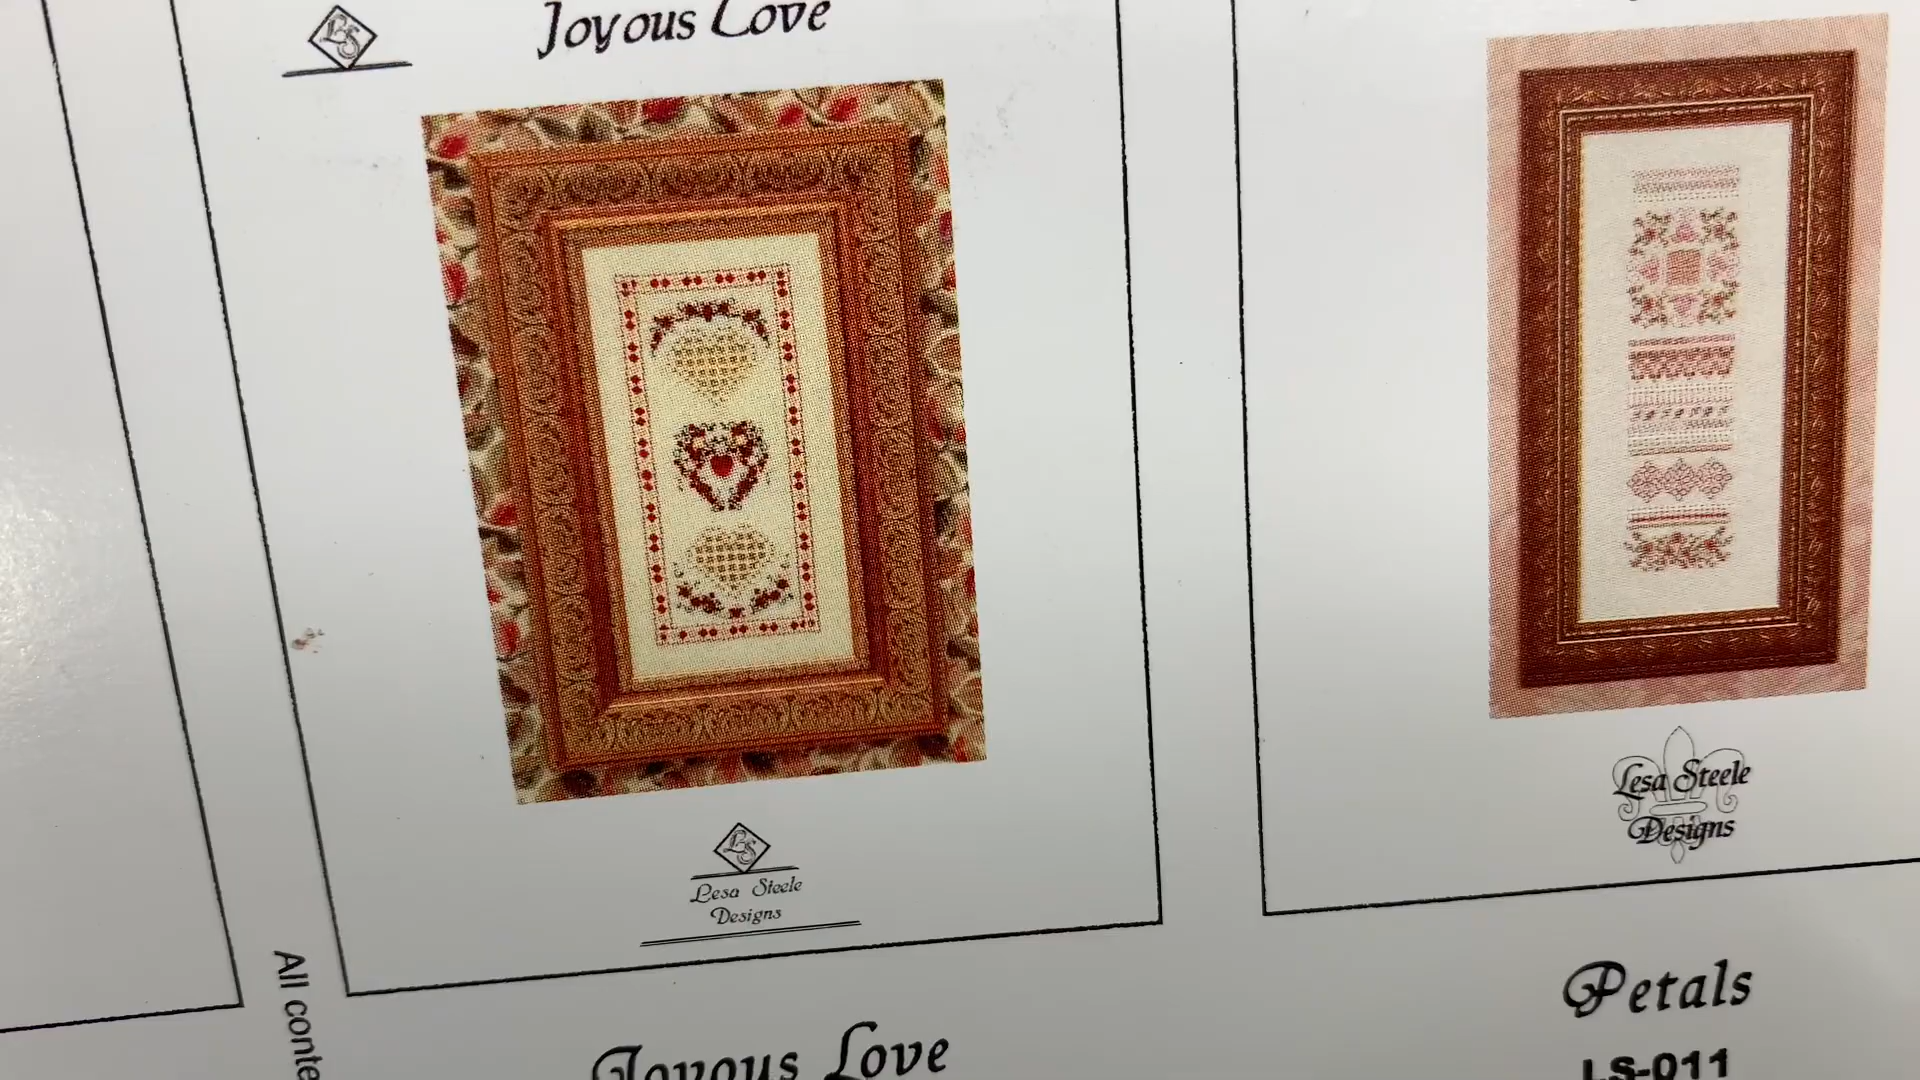 LS
Joyous Love
LS
Lesa Steele
Designs
Lesa Steele
Designs
All conte
Joyous Love
Petals
LS-011